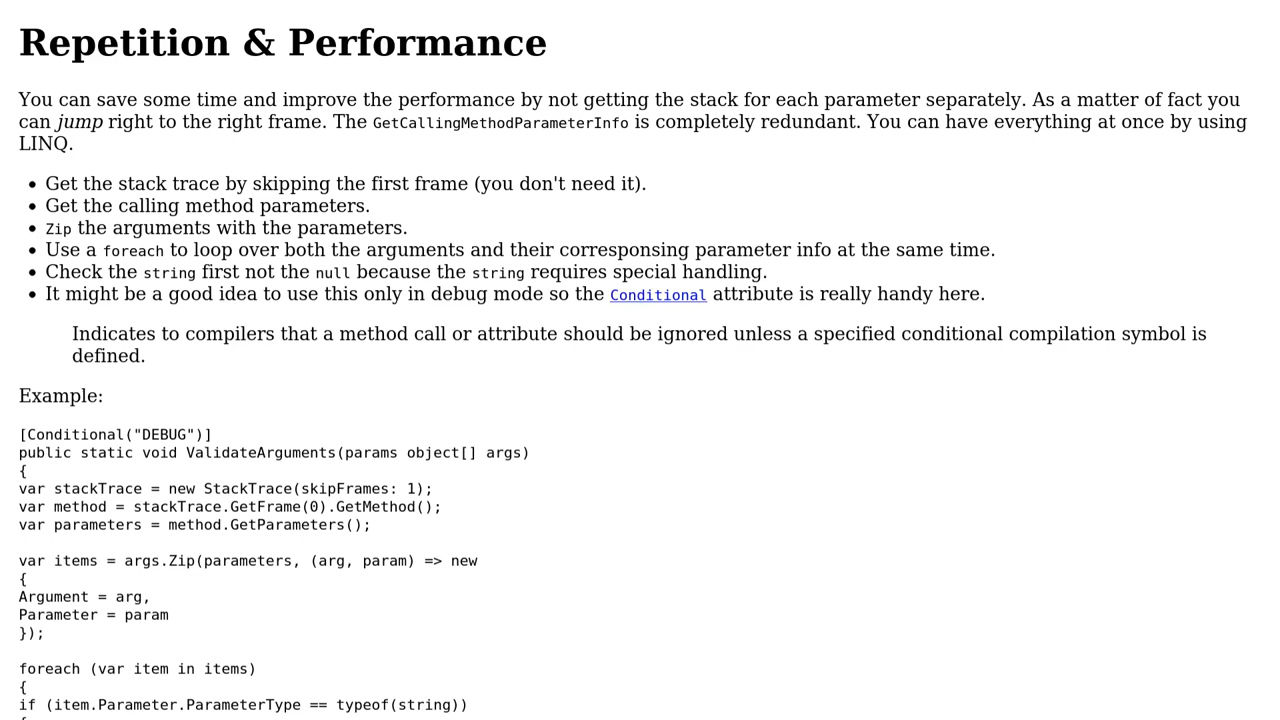 Repetition & Performance
You can save some time and improve the performance by not getting the stack for each parameter separately. As a matter of fact you
can jump right to the right frame. The GetCallingMethodParameterInfo is completely redundant. You can have everything at once by using
LINQ.
• Get the stack trace by skipping the first frame (you don't need it).
• Get the calling method parameters.
• Zip the arguments with the parameters.
• Use a foreach to loop over both the arguments and their corresponsing parameter info at the same time.
• Check the string first not the null because the string requires special handling.
• It might be a good idea to use this only in debug mode so the Conditional attribute is really handy here.
Indicates to compilers that a method call or attribute should be ignored unless a specified conditional compilation symbol is
defined.
Example:
[Conditional("DEBUG")]
public static void ValidateArguments(params object[] args)
{
var stackTrace = new StackTrace(skipFrames: 1);
var method = stackTrace.GetFrame(0).GetMethod();
var parameters = method.GetParameters();
var items = args.Zip(parameters, (arg, param) => new
{
Argument = arg,
Parameter = param
});
foreach (var item in items)
{
if (item.Parameter.ParameterType == typeof(string))
{